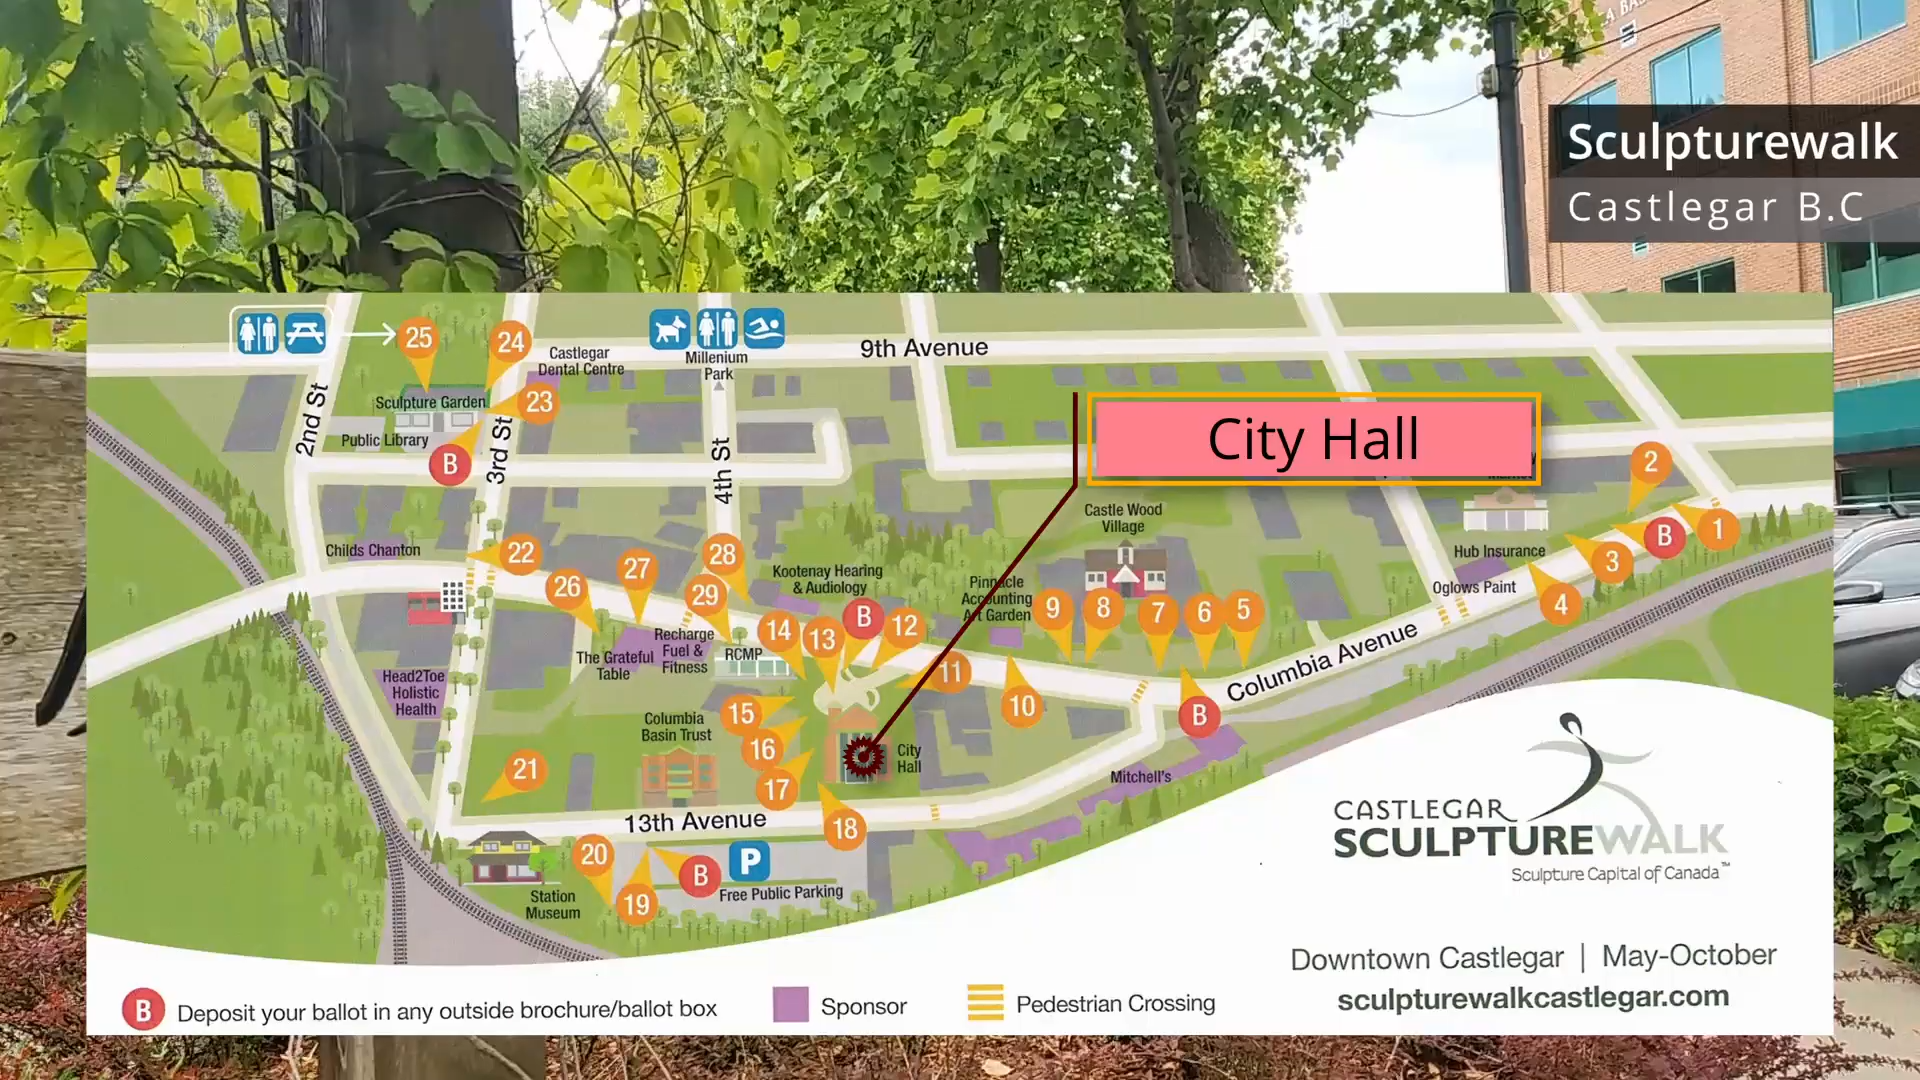 A BAS
Sculpturewalk
Castlegar B.C
25
24
Castlegar
Dental Centre
Millenium
Park
9th Avenue
2nd St
Sculpture Garden
23
Public Library
B
3rd St
4th St
City Hall
Castle Wood
Village
2
1
B
3
Hub Insurance
Oglows Paint
4
Childs Chanton
22
26
27
28
29
Kootenay Hearing
& Audiology
Pinnacle
Accounting
Art Garden
9
8
7
6
5
14
13
B
12
The Grateful
Table
Recharge
Fuel &
Fitness
RCMP
11
10
B
Columbia Avenue
Head2Toe
Holistic
Health
Columbia
Basin Trust
15
16
17
City
Hall
Mitchell's
21
13th Avenue
18
20
19
B
P
Free Public Parking
Station
Museum
CASTLEGAR
SCULPTUREWALK
Sculpture Capital of Canada™
Downtown Castlegar | May-October
sculpturewalkcastlegar.com
B Deposit your ballot in any outside brochure/ballot box
Sponsor
Pedestrian Crossing